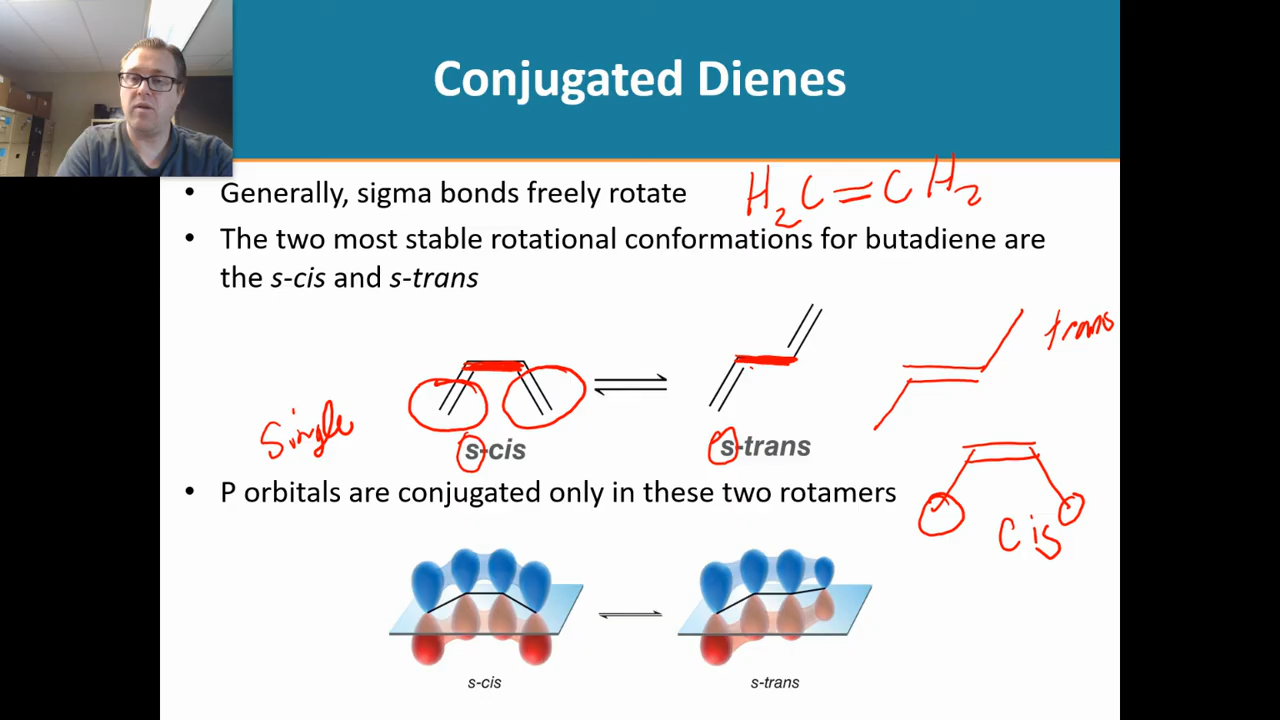 Conjugated Dienes
• Generally, sigma bonds freely rotate
H₂C=CH₂
• The two most stable rotational conformations for butadiene are
the s-cis and s-trans
trans
Single
s-cis
s-trans
• P orbitals are conjugated only in these two rotamers
Cis
s-cis
s-trans